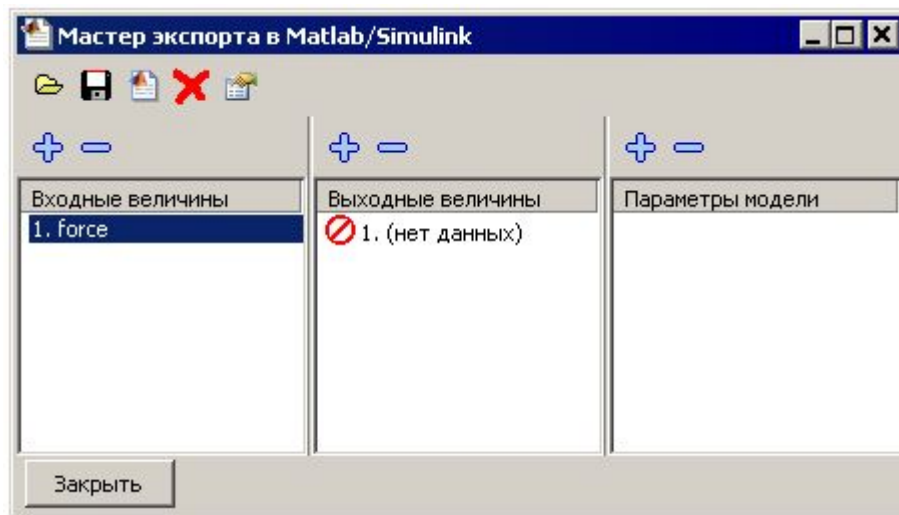 Мастер экспорта в Matlab/Simulink
Входные величины
1. force
Выходные величины
1. (нет данных)
Параметры модели
Закрыть